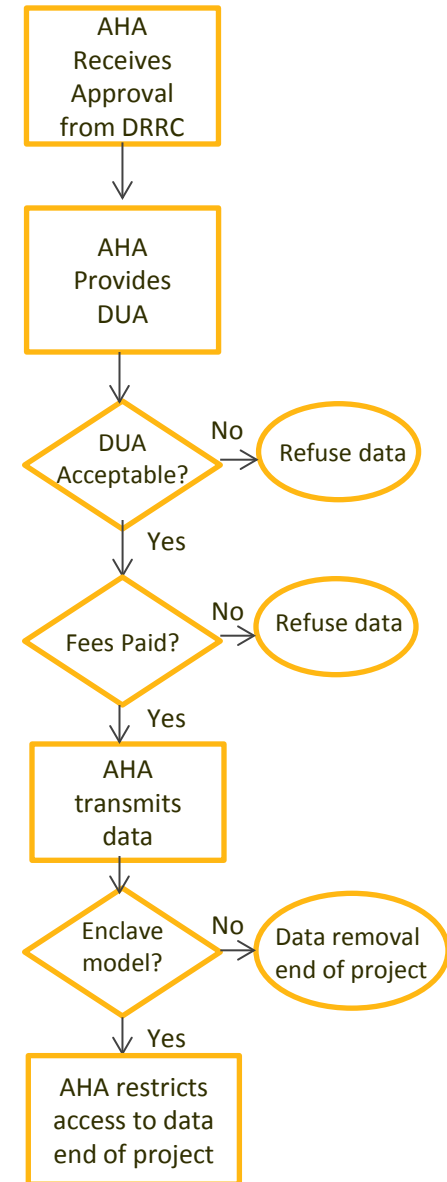 AHA
Receives
Approval
from DRRC
AHA
Provides
DUA
DUA
Acceptable?
No
Refuse data
Yes
Fees Paid?
No
Refuse data
Yes
AHA
transmits
data
Enclave
model?
No
Data removal
end of project
Yes
AHA restricts
access to data
end of project